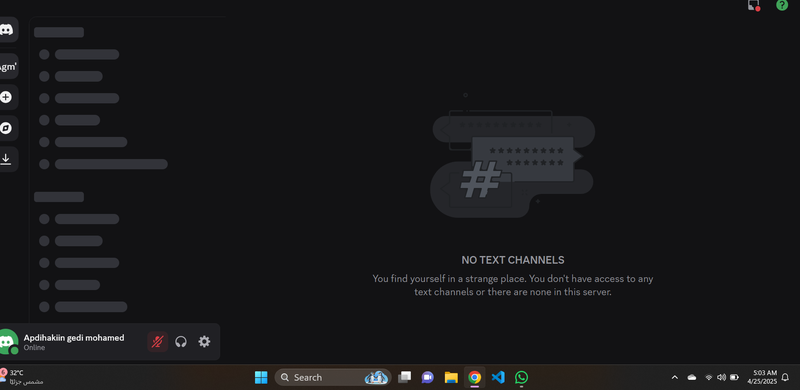 Agm'
NO TEXT CHANNELS
You find yourself in a strange place. You don't have access to any
text channels or there are none in this server.
Apdihakiin gedi mohamed
Online
32°C
مشمس جزئيًا
Search
5:03 AM
4/25/2025